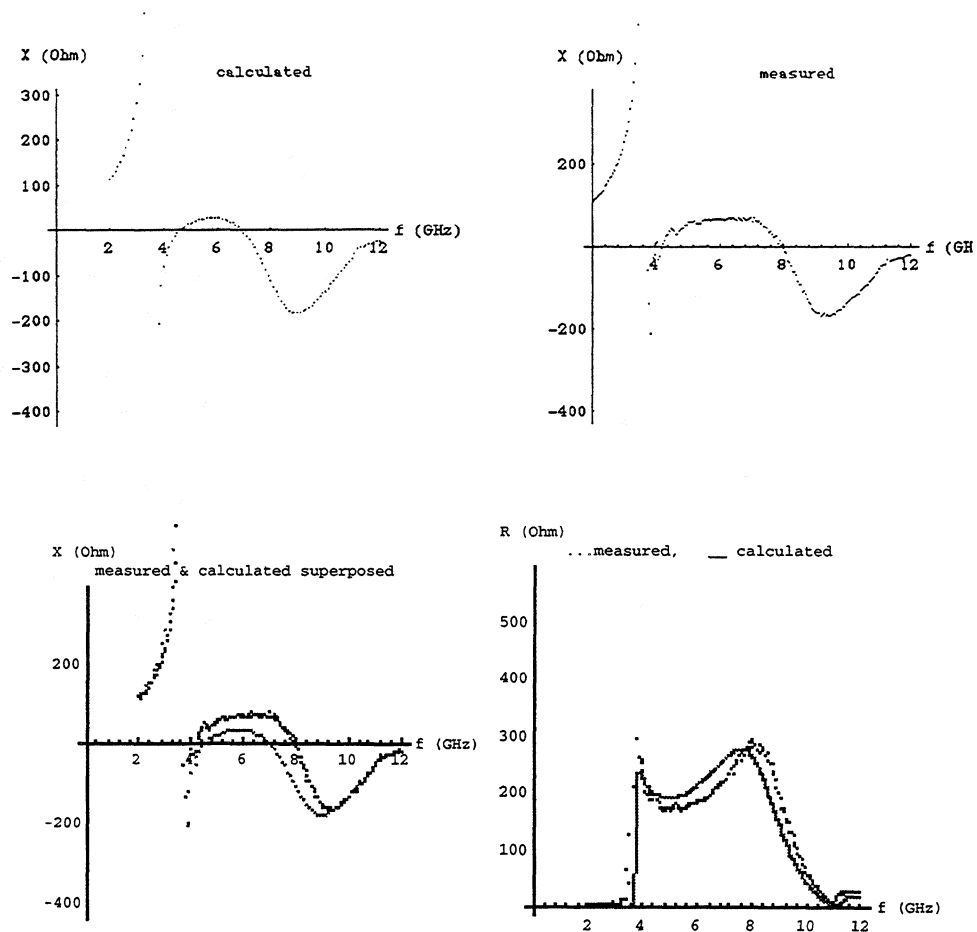 X (Ohm)
calculated
300
200
100
-100
-200
-300
-400
2 4 6 8 10 12
f (GHz)
X (Ohm)
measured
200
-200
-400
4 6 8 10 12
f (GH
X (Ohm)
measured & calculated superposed
200
-200
-400
2 4 6 8 10 12
f (GHz)
R (Ohm)
...measured, __ calculated
500
400
300
200
100
2 4 6 8 10 12
f (GHz)